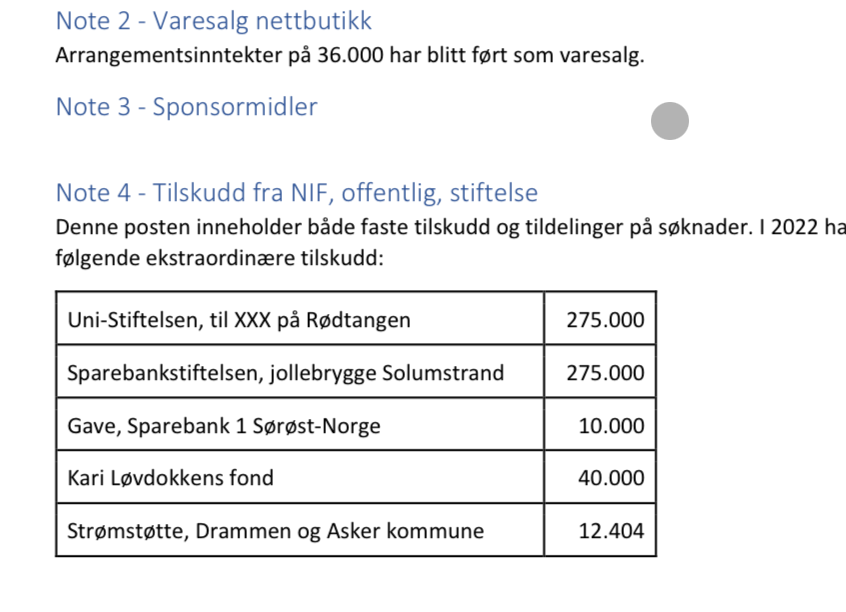 Note 2 - Varesalg nettbutikk
Arrangementsinntekter på 36.000 har blitt ført som varesalg.
Note 3 - Sponsormidler
Note 4 - Tilskudd fra NIF, offentlig, stiftelse
Denne posten inneholder både faste tilskudd og tildelinger på søknader. I 2022 ha
følgende ekstraordinære tilskudd:
Uni-Stiftelsen, til XXX på Rødtangen 275.000
Sparebankstiftelsen, jollebrygge Solumstrand 275.000
Gave, Sparebank 1 Sørøst-Norge 10.000
Kari Løvdokkens fond 40.000
Strømstøtte, Drammen og Asker kommune 12.404